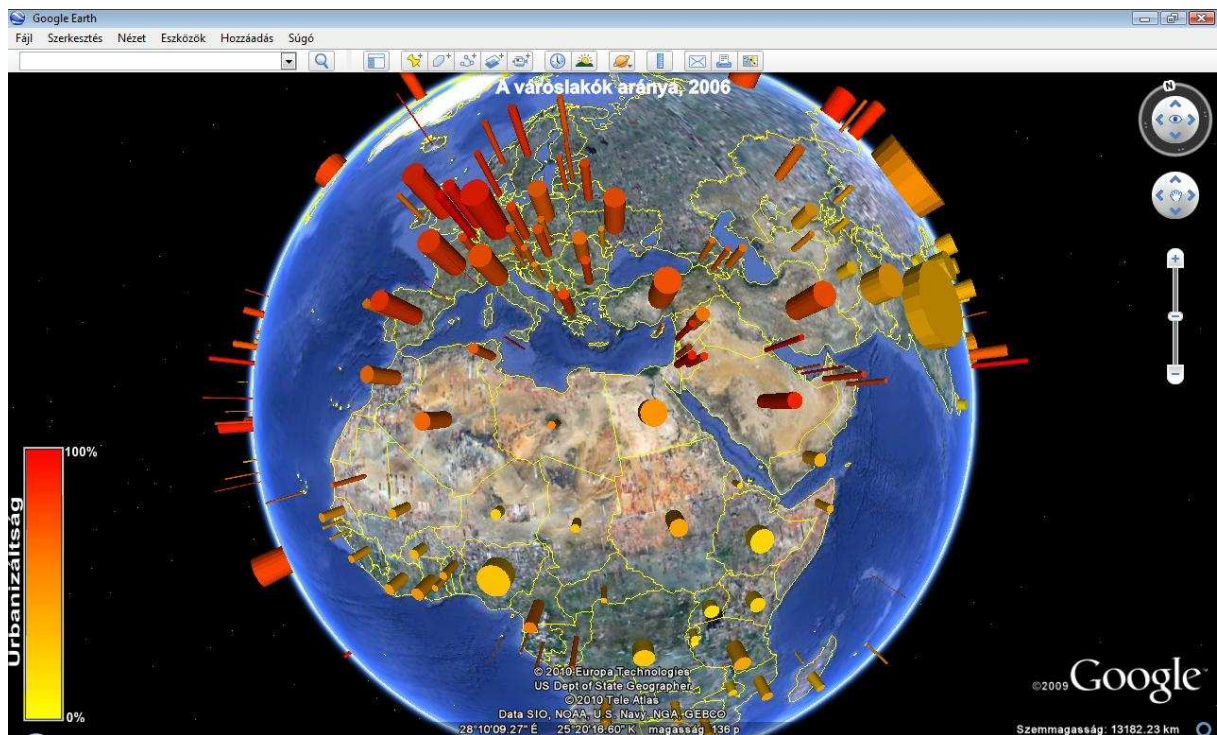 Google Earth
Fájl Szerkesztés Nézet Eszközök Hozzáadás Súgó
A városlakók aránya, 2006
N
100%
Urbanizáltság
0%
© 2010 Europa Technologies
US Dept of State Geographer
© 2010 Tele Atlas
Data SIO, NOAA, U.S. Navy, NGA, GEBCO
©2009 Google™
28°10'09.27" É 25°20'16.60" K magasság 136 p
Szemmagasság: 13182.23 km